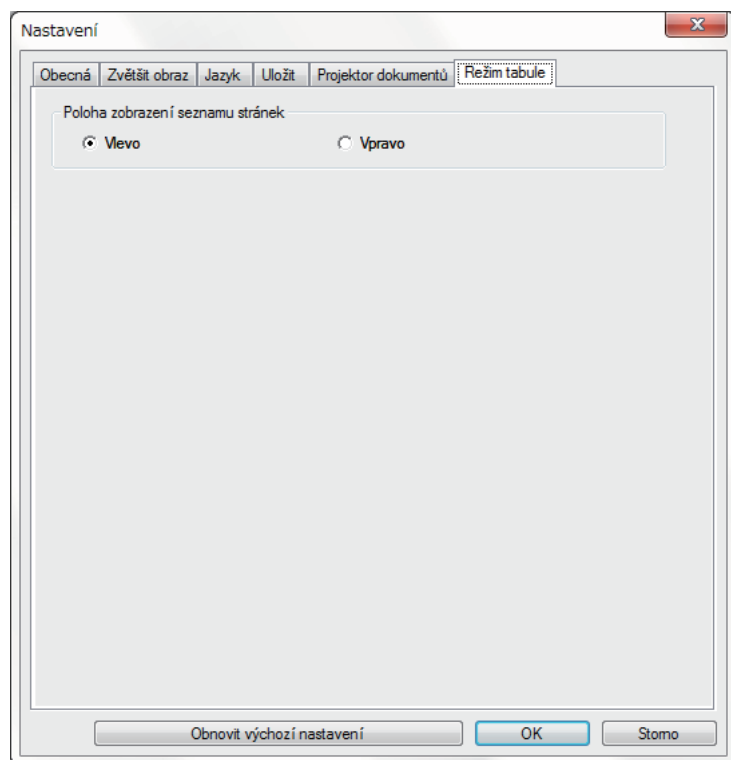 Nastavení
Obecná Zvětšit obraz Jazyk Uložit Projektor dokumentů Režim tabule
Poloha zobrazení seznamu stránek
Vlevo Vpravo
Obnovit výchozí nastavení OK Storno